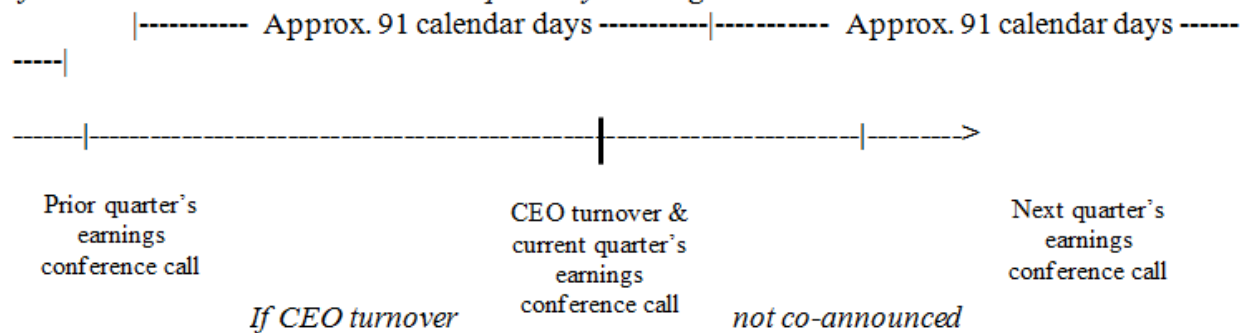 |----------- Approx. 91 calendar days -----------|----------- Approx. 91 calendar days ------
-----|
-------|---------------------------------------------------|--------------------------|--------->
Prior quarter's
earnings
conference call
CEO turnover &
current quarter's
earnings
conference call
Next quarter's
earnings
conference call
If CEO turnover not co-announced